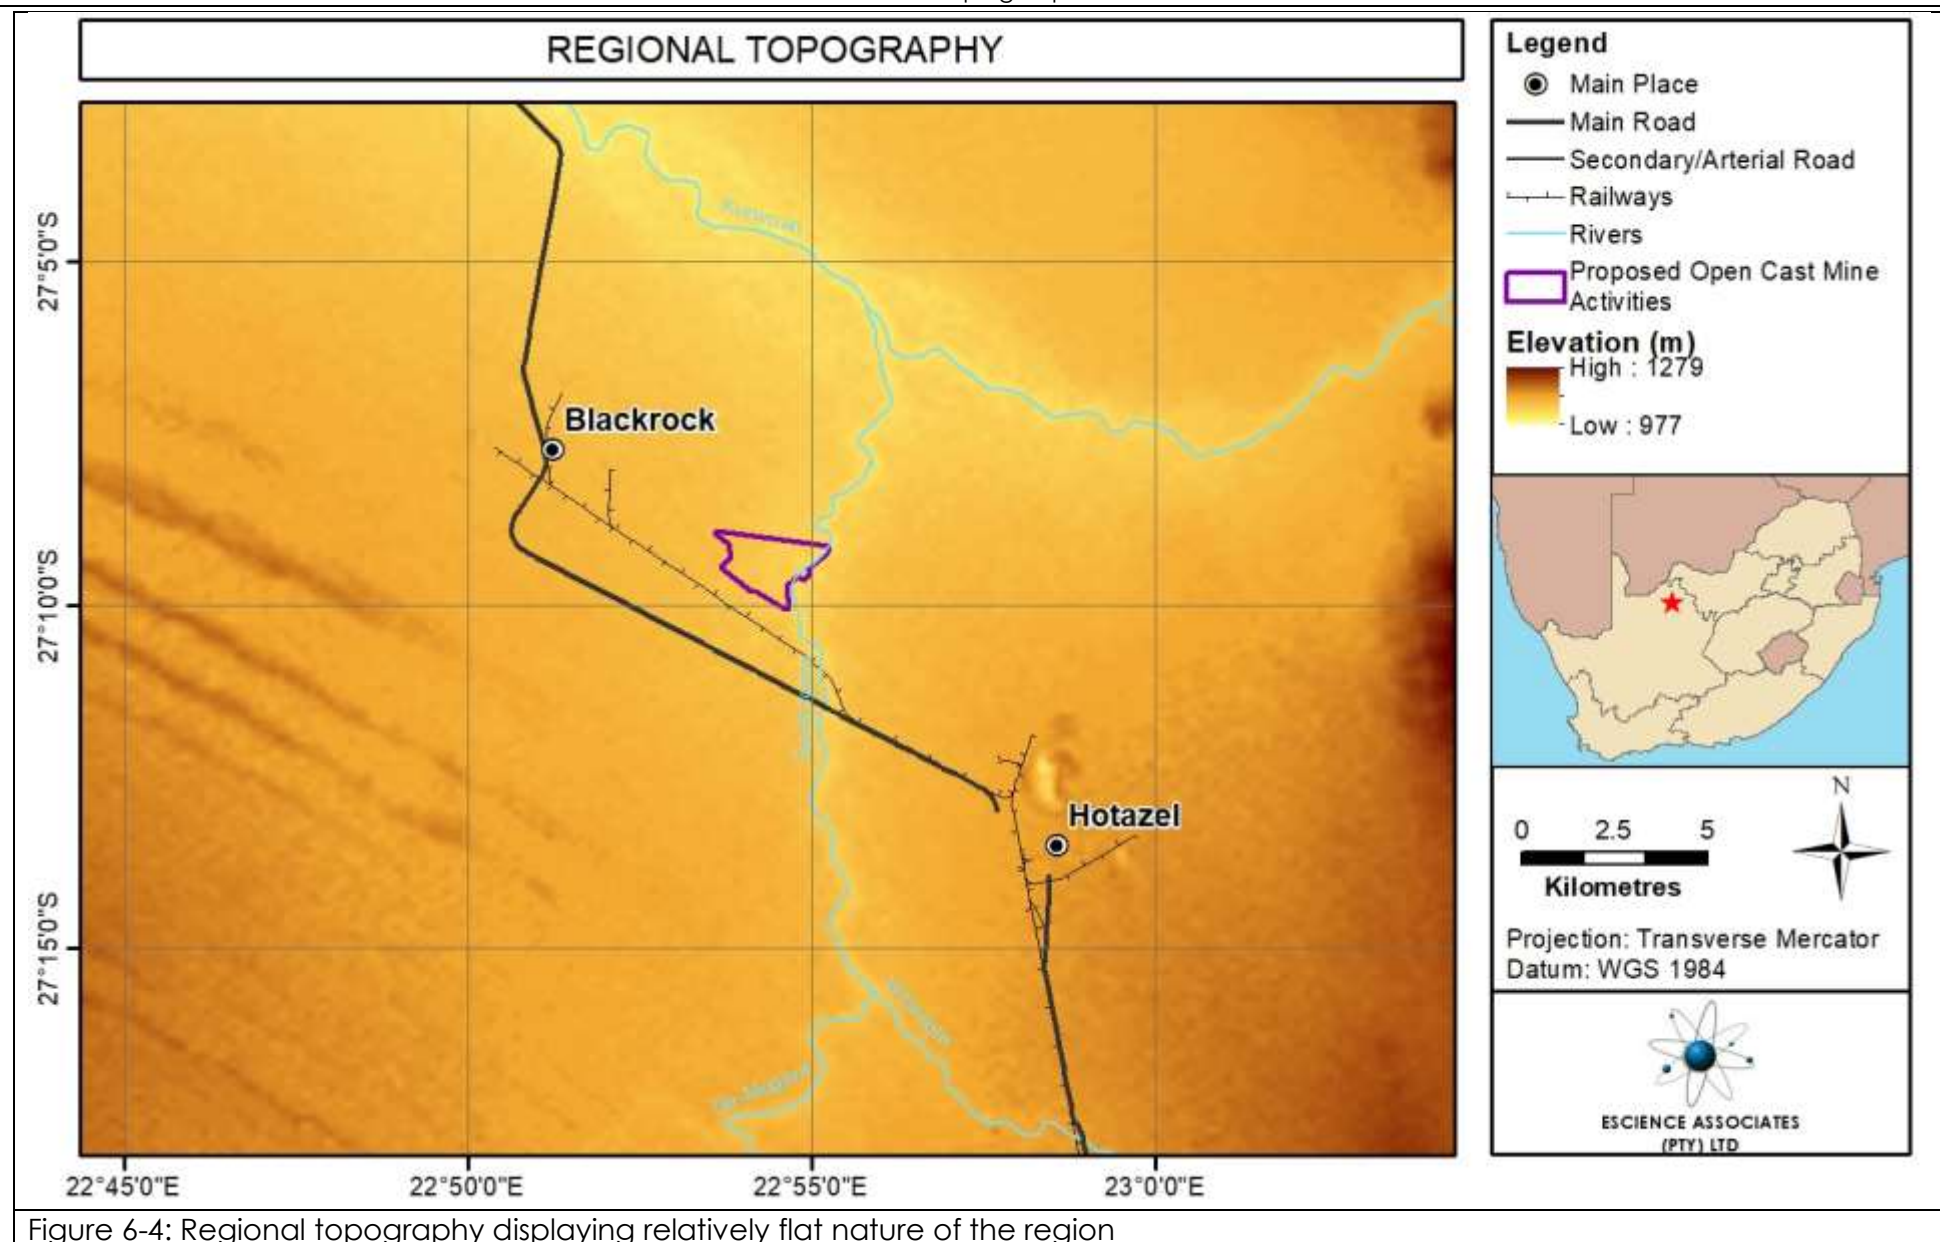 REGIONAL TOPOGRAPHY
Kuruman
27°5'0"S
27°10'0"S
27°15'0"S
Blackrock
Hotazel
22°45'0"E
22°50'0"E
22°55'0"E
23°0'0"E
Legend
Main Place
Main Road
Secondary/Arterial Road
Railways
Rivers
Proposed Open Cast Mine
Activities
Elevation (m)
High : 1279
Low : 977
N
0 2.5 5
Kilometres
Projection: Transverse Mercator
Datum: WGS 1984
ESCIENCE ASSOCIATES
(PTY) LTD
Figure 6-4: Regional topography displaying relatively flat nature of the region